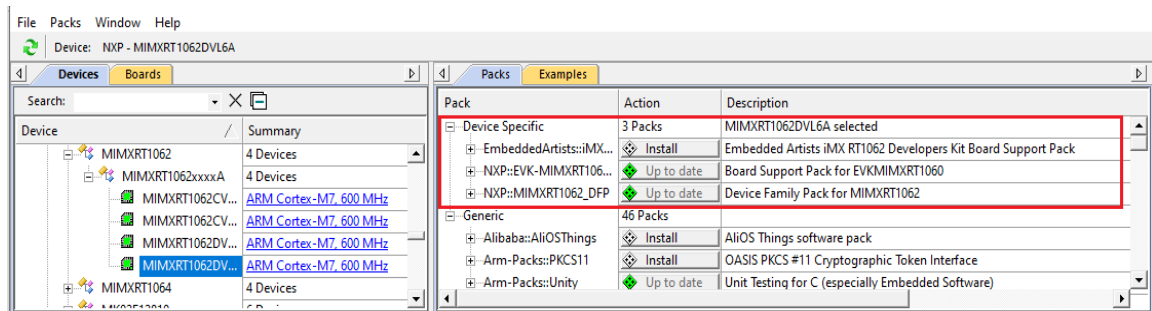 File Packs Window Help
Device: NXP - MIMXRT1062DVL6A
Devices Boards
Search:
Device / Summary
MIMXRT1062 4 Devices
MIMXRT1062xxxxA 4 Devices
MIMXRT1062CV... ARM Cortex-M7, 600 MHz
MIMXRT1062CV... ARM Cortex-M7, 600 MHz
MIMXRT1062DV... ARM Cortex-M7, 600 MHz
MIMXRT1062DV... ARM Cortex-M7, 600 MHz
MIMXRT1064 4 Devices
Packs Examples
Pack Action Description
Device Specific 3 Packs MIMXRT1062DVL6A selected
EmbeddedArtists::iMX... Install Embedded Artists iMX RT1062 Developers Kit Board Support Pack
NXP::EVK-MIMXRT106... Up to date Board Support Pack for EVKMIMXRT1060
NXP::MIMXRT1062_DFP Up to date Device Family Pack for MIMXRT1062
Generic 46 Packs
Alibaba::AliOSThings Install AliOS Things software pack
Arm-Packs::PKCS11 Install OASIS PKCS #11 Cryptographic Token Interface
Arm-Packs::Unity Up to date Unit Testing for C (especially Embedded Software)